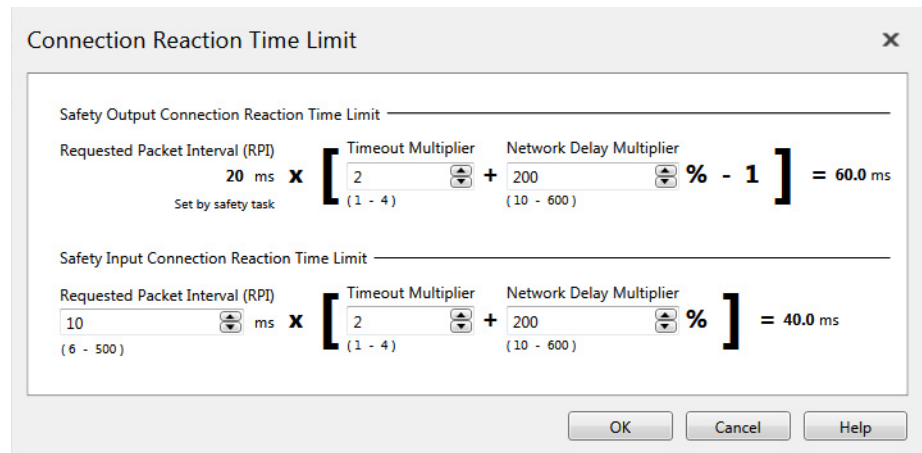 Connection Reaction Time Limit
Safety Output Connection Reaction Time Limit
Requested Packet Interval (RPI) Timeout Multiplier Network Delay Multiplier
20 ms X [ 2 + 200 % - 1 ] = 60.0 ms
Set by safety task (1 - 4) (10 - 600)
Safety Input Connection Reaction Time Limit
Requested Packet Interval (RPI) Timeout Multiplier Network Delay Multiplier
10 ms X [ 2 + 200 % ] = 40.0 ms
(6 - 500) (1 - 4) (10 - 600)
OK Cancel Help